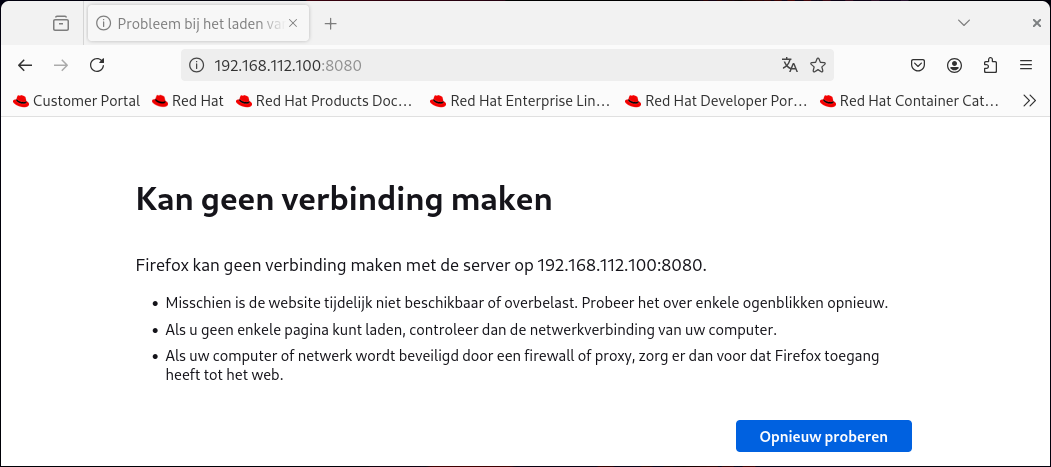 Probleem bij het laden va
192.168.112.100:8080
Customer Portal
Red Hat
Red Hat Products Doc...
Red Hat Enterprise Lin...
Red Hat Developer Por...
Red Hat Container Cat...
Kan geen verbinding maken
Firefox kan geen verbinding maken met de server op 192.168.112.100:8080.
• Misschien is de website tijdelijk niet beschikbaar of overbelast. Probeer het over enkele ogenblikken opnieuw.
• Als u geen enkele pagina kunt laden, controleer dan de netwerkverbinding van uw computer.
• Als uw computer of netwerk wordt beveiligd door een firewall of proxy, zorg er dan voor dat Firefox toegang
heeft tot het web.
Opnieuw proberen